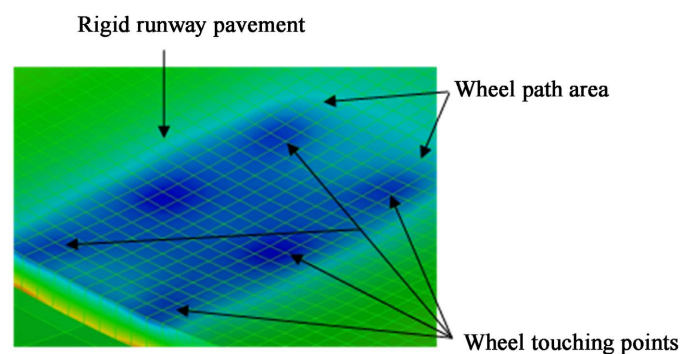 Rigid runway pavement
Wheel path area
Wheel touching points